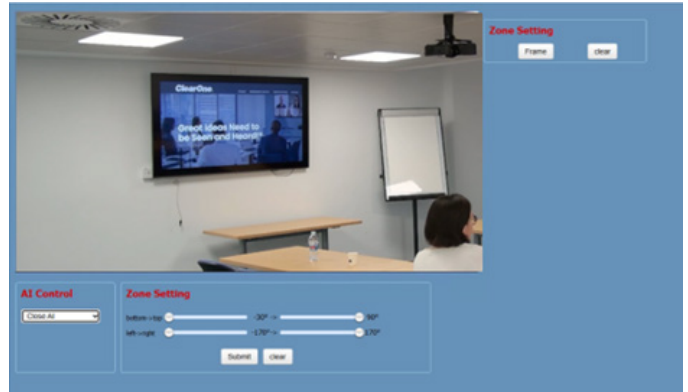 Zone Setting
Frame clear
ClearOne
Great Ideas Need to
be Seen and Heard!
AI Control
Zone Setting
Close AI
bottom->top -30° -> 90°
left->right -170° -> 170°
Submit clear